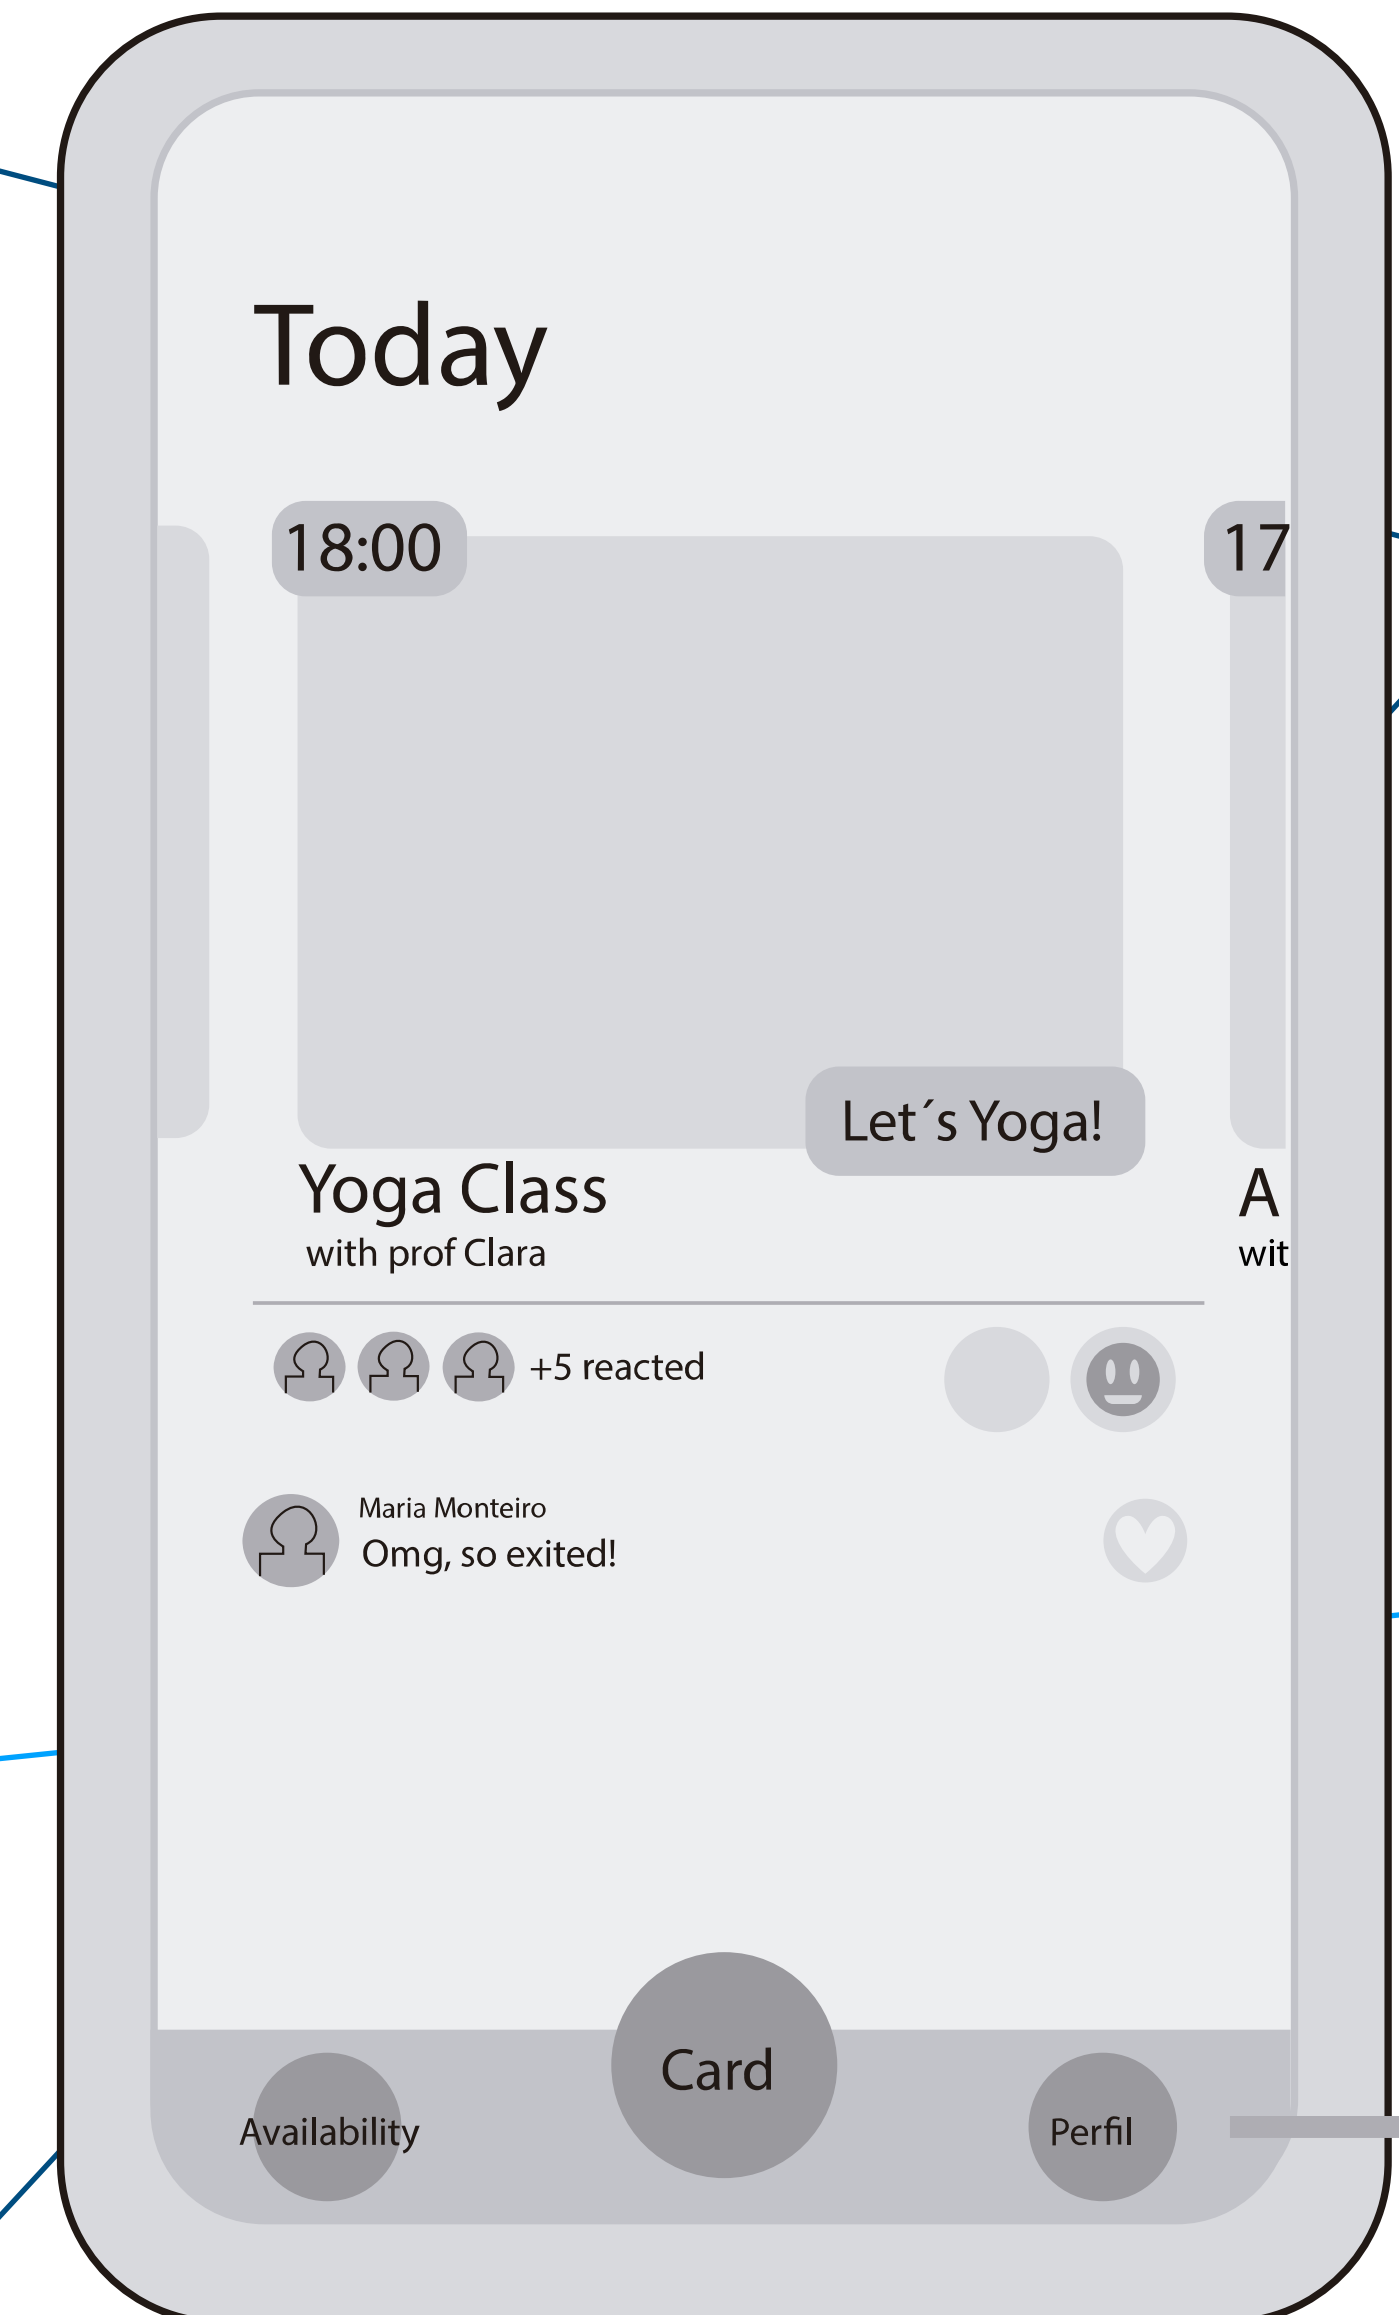 Today
18:00
17
Let´s Yoga!
Yoga Class
with prof Clara
A
wit
+5 reacted
Maria Monteiro
Omg, so exited!
Card
Availability
Perfil